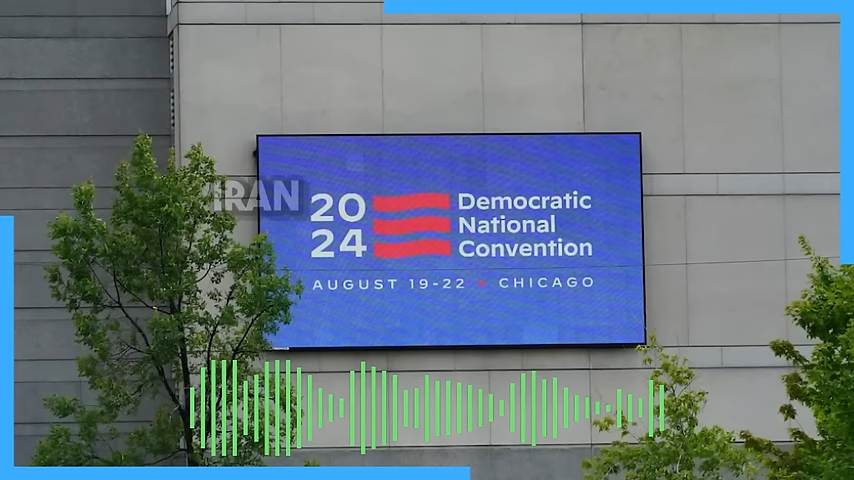 IRAN
2024
Democratic
National
Convention
AUGUST 19-22 • CHICAGO